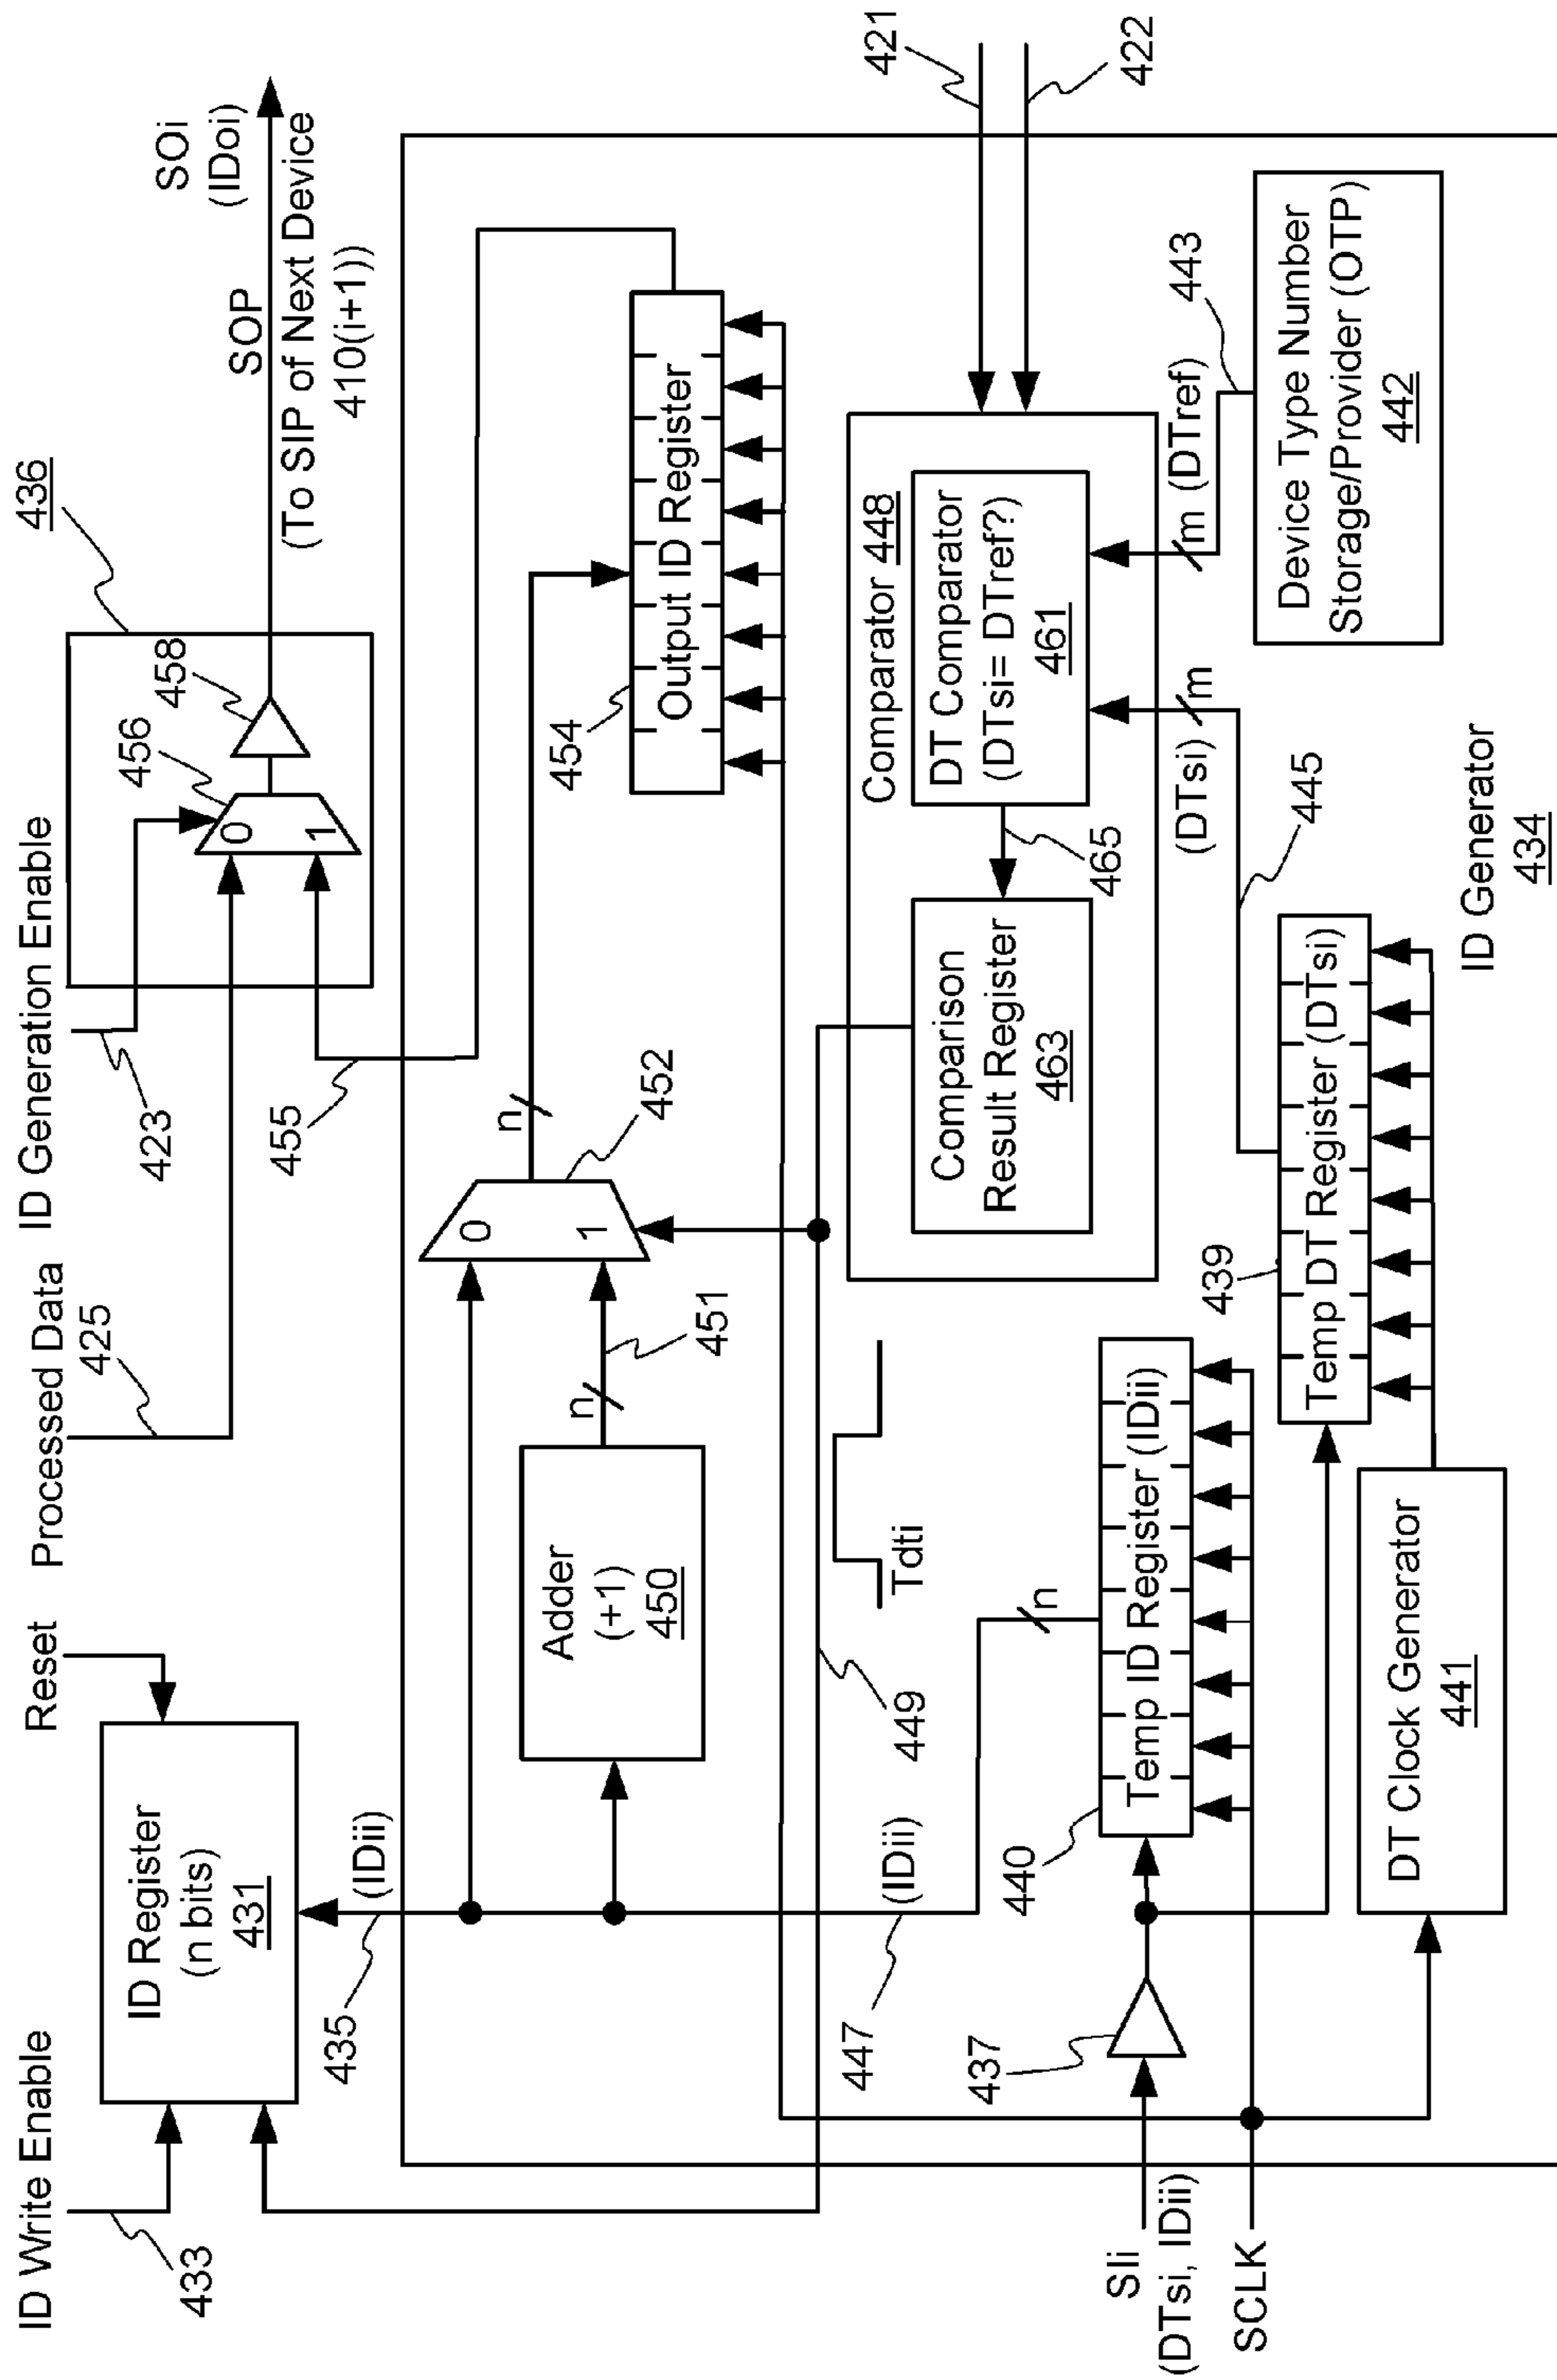 ID Write Enable
433
Reset
Processed Data
425
ID Generation Enable
423
436
ID Register
(n bits)
431
456
458
0
1
SOP
SOi
(IDoi)
(To SIP of Next Device
410(i+1))
435
(IDii)
455
0
1
452
n
Adder
(+1)
450
n
451
454
Output ID Register
449
Tdti
447
(IDii)
n
Comparator 448
Comparison
Result Register
463
465
DT Comparator
(DTsi= DTref?)
461
421
422
SIi
(DTsi, IDii)
437
440
Temp ID Register (IDii)
SCLK
439
Temp DT Register (DTsi)
(DTsi)
m
445
m (DTref)
443
DT Clock Generator
441
Device Type Number
Storage/Provider (OTP)
442
ID Generator
434